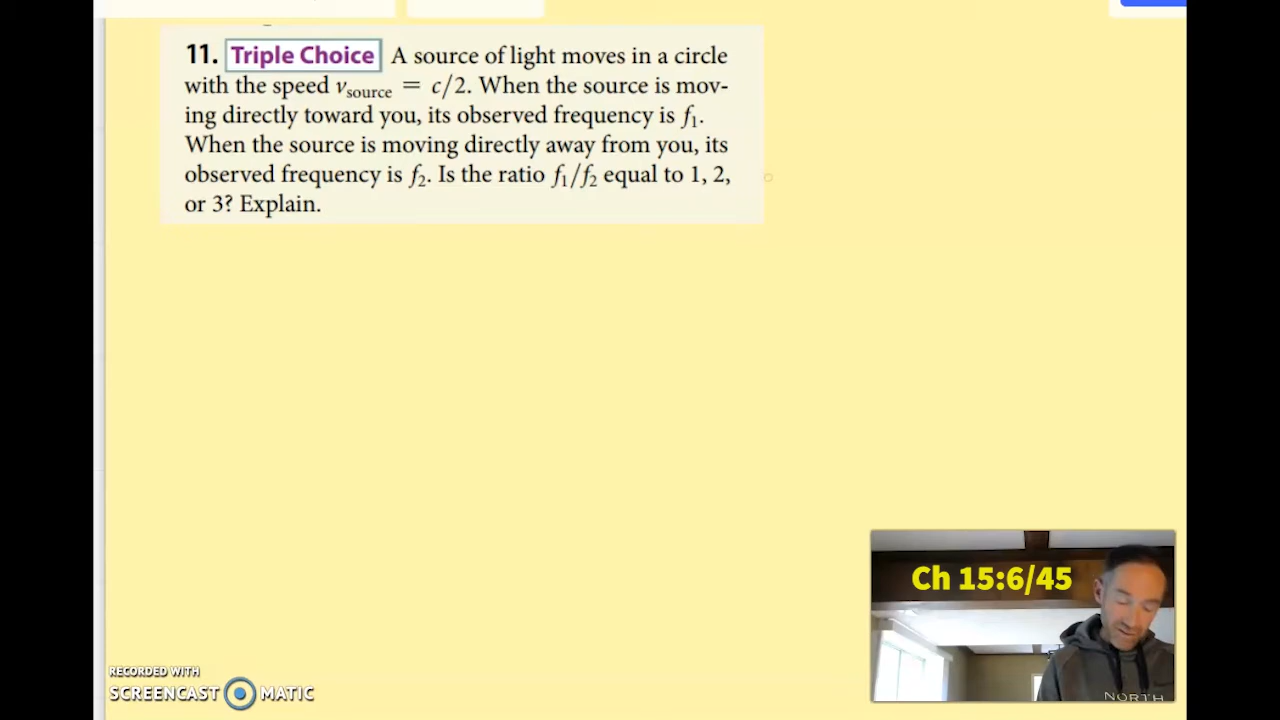 11. Triple Choice A source of light moves in a circle
with the speed vsource = c/2. When the source is mov-
ing directly toward you, its observed frequency is f1.
When the source is moving directly away from you, its
observed frequency is f2. Is the ratio f1/f2 equal to 1, 2,
or 3? Explain.
Ch 15:6/45
NORTH
RECORDED WITH
SCREENCAST MATIC